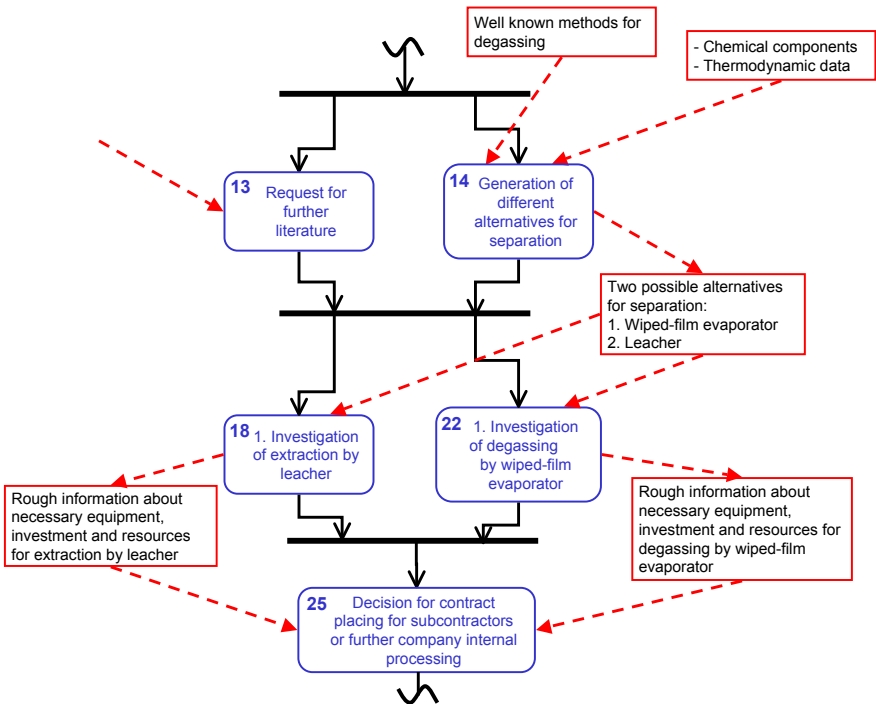 Well known methods for
degassing
- Chemical components
- Thermodynamic data
13
Request for
further
literature
14
Generation of
different
alternatives for
separation
Two possible alternatives
for separation:
1. Wiped-film evaporator
2. Leacher
18
1. Investigation
of extraction by
leacher
22
1. Investigation
of degassing
by wiped-film
evaporator
Rough information about
necessary equipment,
investment and resources
for extraction by leacher
Rough information about
necessary equipment,
investment and resources for
degassing by wiped-film
evaporator
25
Decision for contract
placing for subcontractors
or further company internal
processing